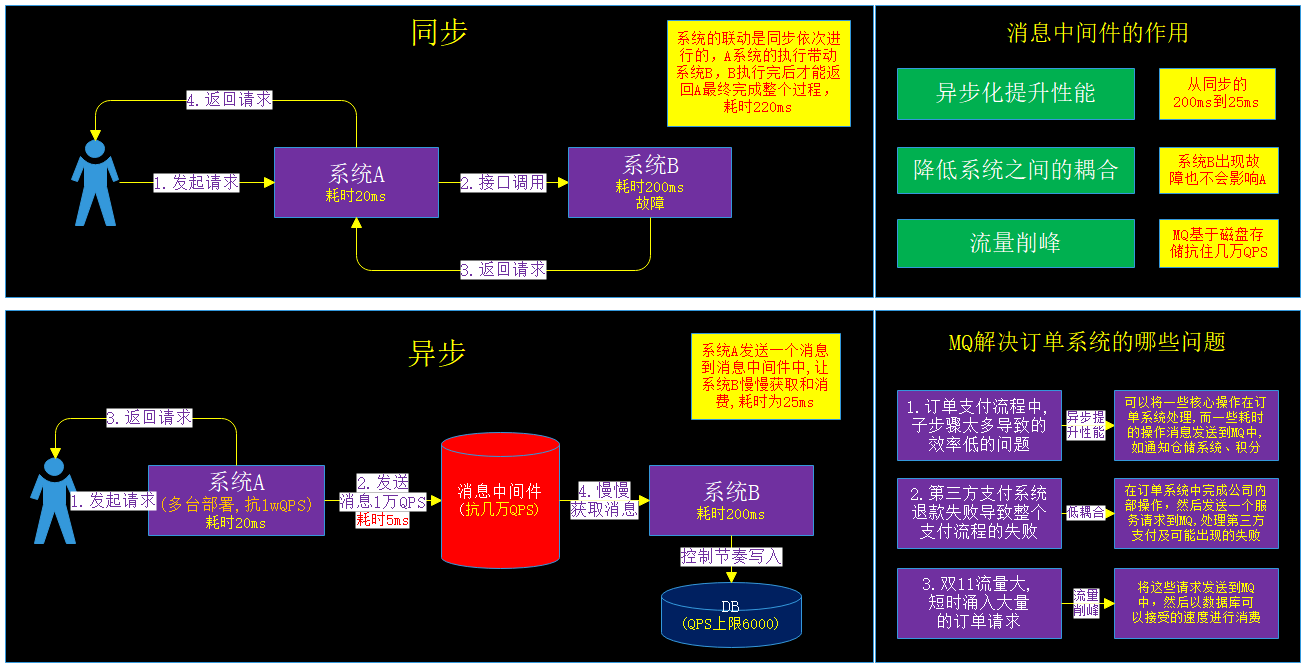 同步
系统的联动是同步依次进
行的，A系统的执行带动
系统B，B执行完后才能返
回A最终完成整个过程，
耗时220ms
4.返回请求
1.发起请求
系统A
耗时20ms
2.接口调用
系统B
耗时200ms
故障
3.返回请求
消息中间件的作用
异步化提升性能
从同步的
200ms到25ms
降低系统之间的耦合
系统B出现故
障也不会影响A
流量削峰
MQ基于磁盘存
储抗住几万QPS
异步
系统A发送一个消息
到消息中间件中,让
系统B慢慢获取和消
费,耗时为25ms
3.返回请求
1.发起请求
系统A
(多台部署,抗1wQPS)
耗时20ms
2.发送
消息1万QPS
耗时5ms
消息中间件
(抗几万QPS)
4.慢慢
获取消息
系统B
耗时200ms
控制节奏写入
DB
(QPS上限6000)
MQ解决订单系统的哪些问题
1.订单支付流程中,
子步骤太多导致的
效率低的问题
异步提
升性能
可以将一些核心操作在订
单系统处理,而一些耗时
的操作消息发送到MQ中,
如通知仓储系统、积分
2.第三方支付系统
退款失败导致整个
支付流程的失败
低耦合
在订单系统中完成公司内
部操作，然后发送一个服
务请求到MQ,处理第三方
支付及可能出现的失败
3.双11流量大,
短时涌入大量
的订单请求
流量
削峰
将这些请求发送到MQ
中，然后以数据库可
以接受的速度进行消费